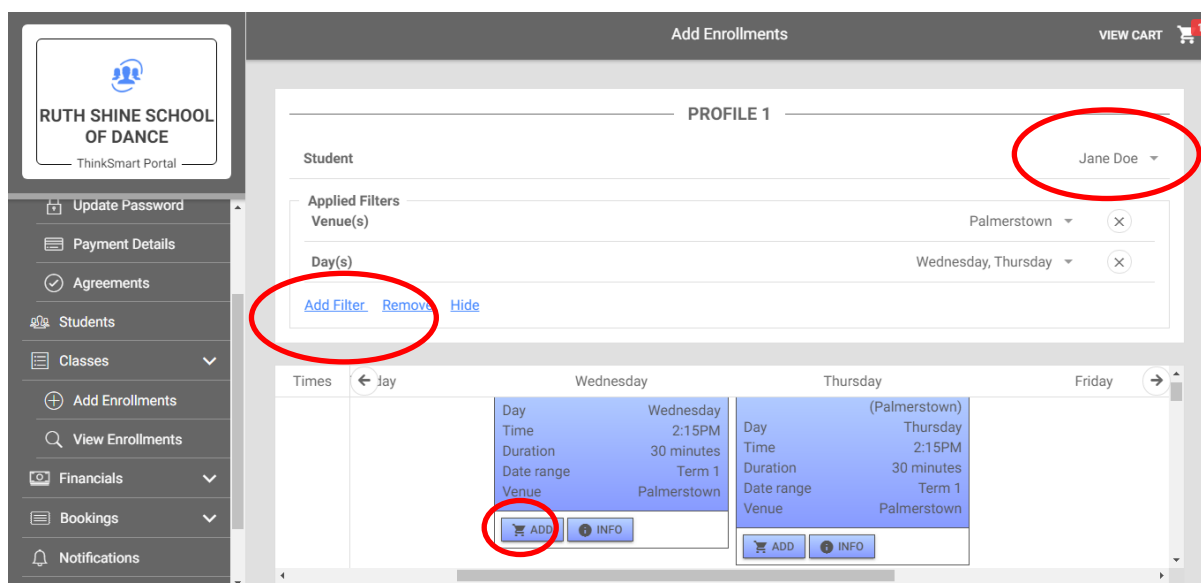 Add Enrollments
VIEW CART
RUTH SHINE SCHOOL
OF DANCE
ThinkSmart Portal
Update Password
Payment Details
Agreements
Students
Classes
Add Enrollments
View Enrollments
Financials
Bookings
Notifications
PROFILE 1
Student Jane Doe
Applied Filters
Venue(s) Palmerstown
Day(s) Wednesday, Thursday
Add Filter Remove Hide
Times day Wednesday Thursday Friday
Day Wednesday
Time 2:15PM
Duration 30 minutes
Date range Term 1
Venue Palmerstown
ADD INFO
(Palmerstown)
Day Thursday
Time 2:15PM
Duration 30 minutes
Date range Term 1
Venue Palmerstown
ADD INFO